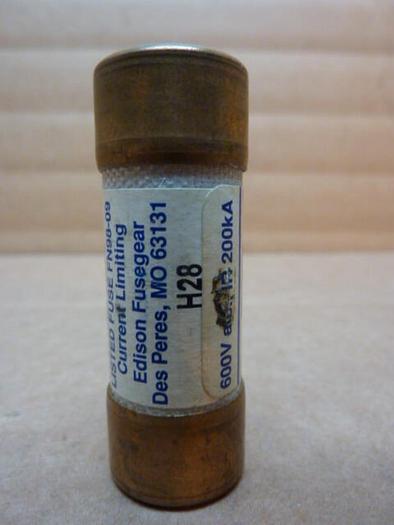 LISTED FUSE FN98-09
Current Limiting
Edison Fusegear
Des Peres, MO 63131
H28
600V 200kA